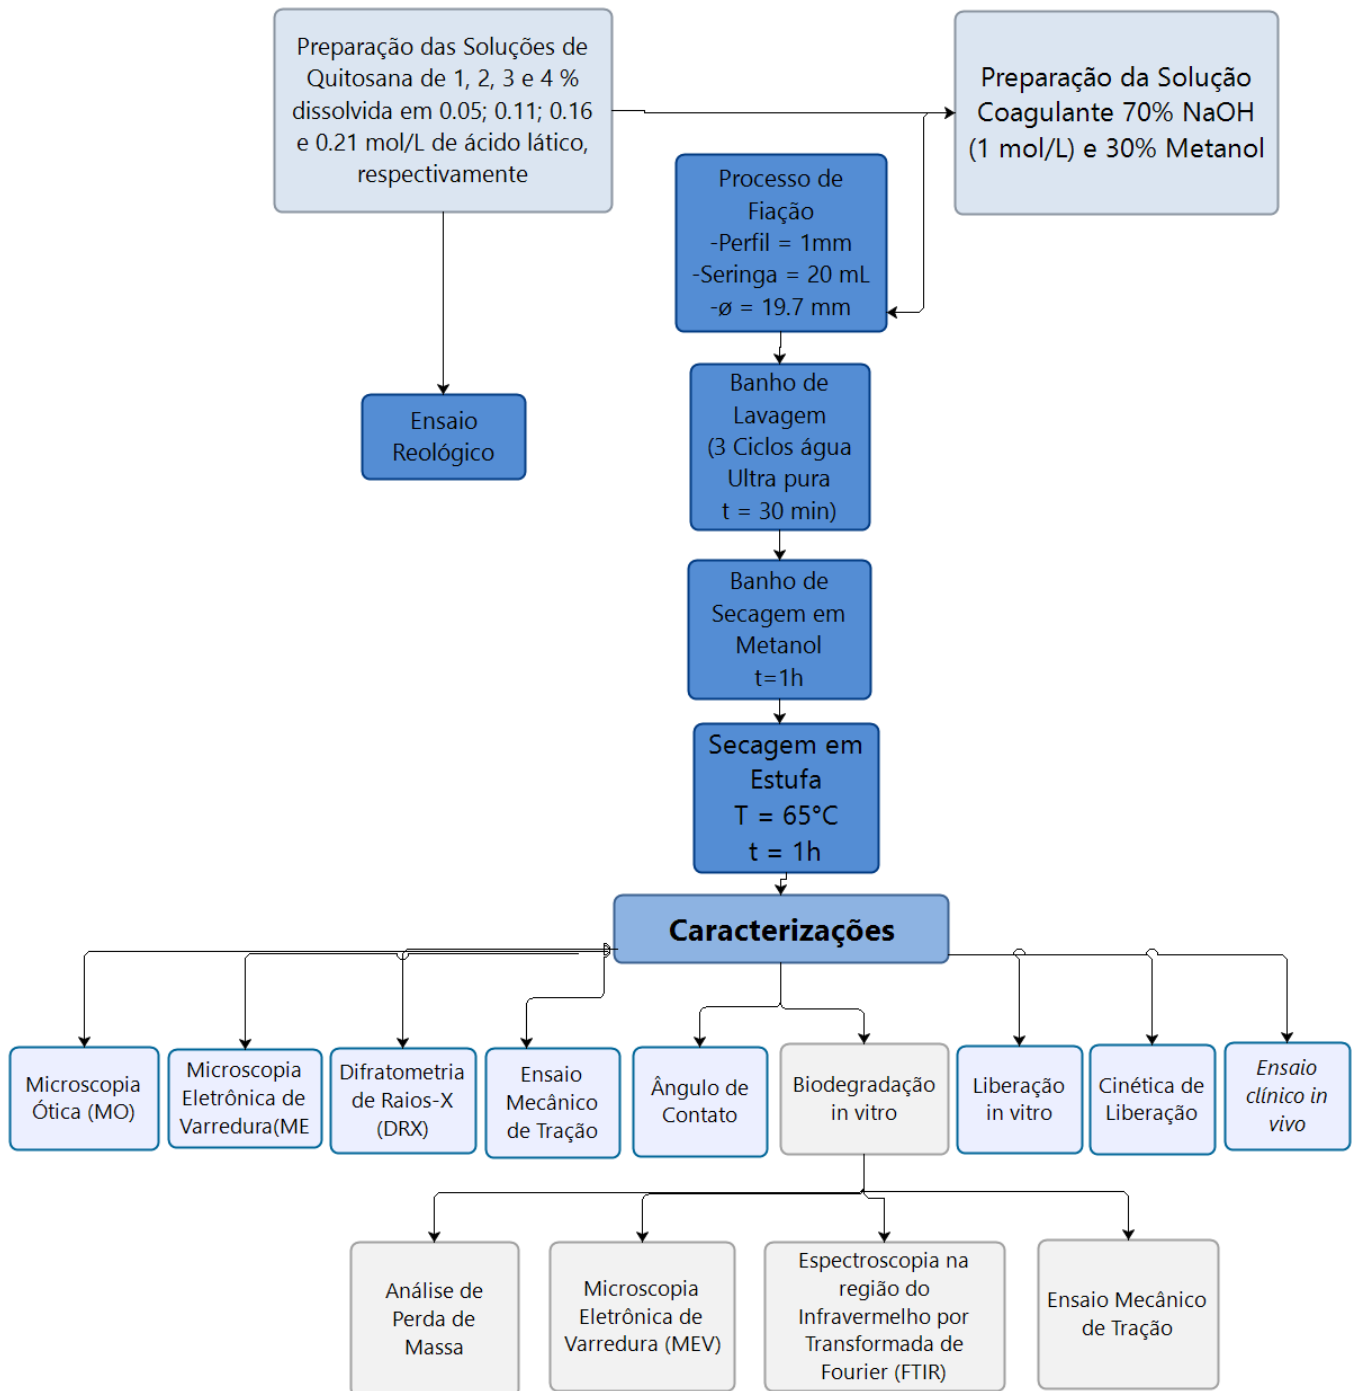 Preparação das Soluções de
Quitosana de 1, 2, 3 e 4 %
dissolvida em 0.05; 0.11; 0.16
e 0.21 mol/L de ácido lático,
respectivamente
Preparação da Solução
Coagulante 70% NaOH
(1 mol/L) e 30% Metanol
Processo de
Fiação
-Perfil = 1mm
-Seringa = 20 mL
-ø = 19.7 mm
Ensaio
Reológico
Banho de
Lavagem
(3 Ciclos água
Ultra pura
t = 30 min)
Banho de
Secagem em
Metanol
t=1h
Secagem em
Estufa
T = 65°C
t = 1h
Caracterizações
Microscopia
Ótica (MO)
Microscopia
Eletrônica de
Varredura(ME
Difratometria
de Raios-X
(DRX)
Ensaio
Mecânico
de Tração
Ângulo de
Contato
Biodegradação
in vitro
Liberação
in vitro
Cinética de
Liberação
Ensaio
clínico in
vivo
Análise de
Perda de
Massa
Microscopia
Eletrônica de
Varredura (MEV)
Espectroscopia na
região do
Infravermelho por
Transformada de
Fourier (FTIR)
Ensaio Mecânico
de Tração